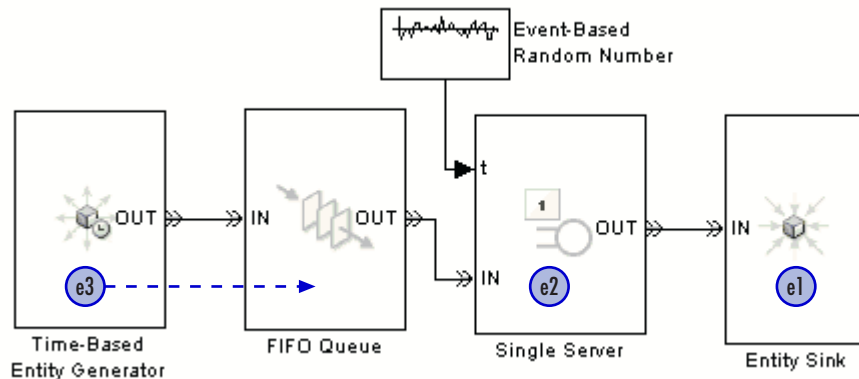 Event-Based
Random Number
OUT
IN
OUT
t
IN
1
OUT
IN
e3
e2
e1
Time-Based
Entity Generator
FIFO Queue
Single Server
Entity Sink